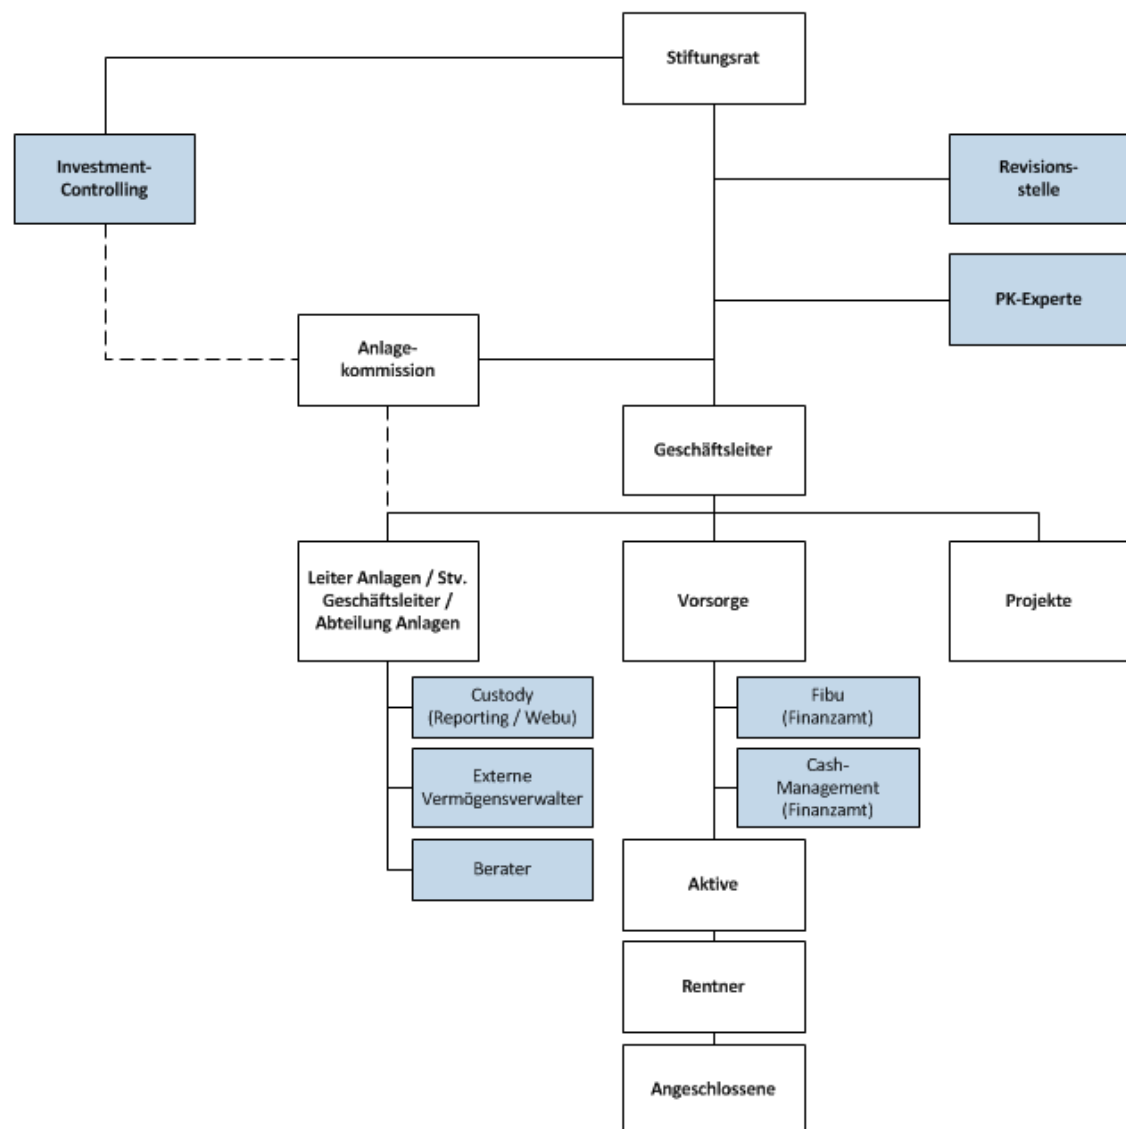 Stiftungsrat
Investment-
Controlling
Revisions-
stelle
PK-Experte
Anlage-
kommission
Geschäftsleiter
Leiter Anlagen / Stv.
Geschäftsleiter /
Abteilung Anlagen
Vorsorge
Projekte
Custody
(Reporting / Webu)
Externe
Vermögensverwalter
Berater
Fibu
(Finanzamt)
Cash-
Management
(Finanzamt)
Aktive
Rentner
Angeschlossene